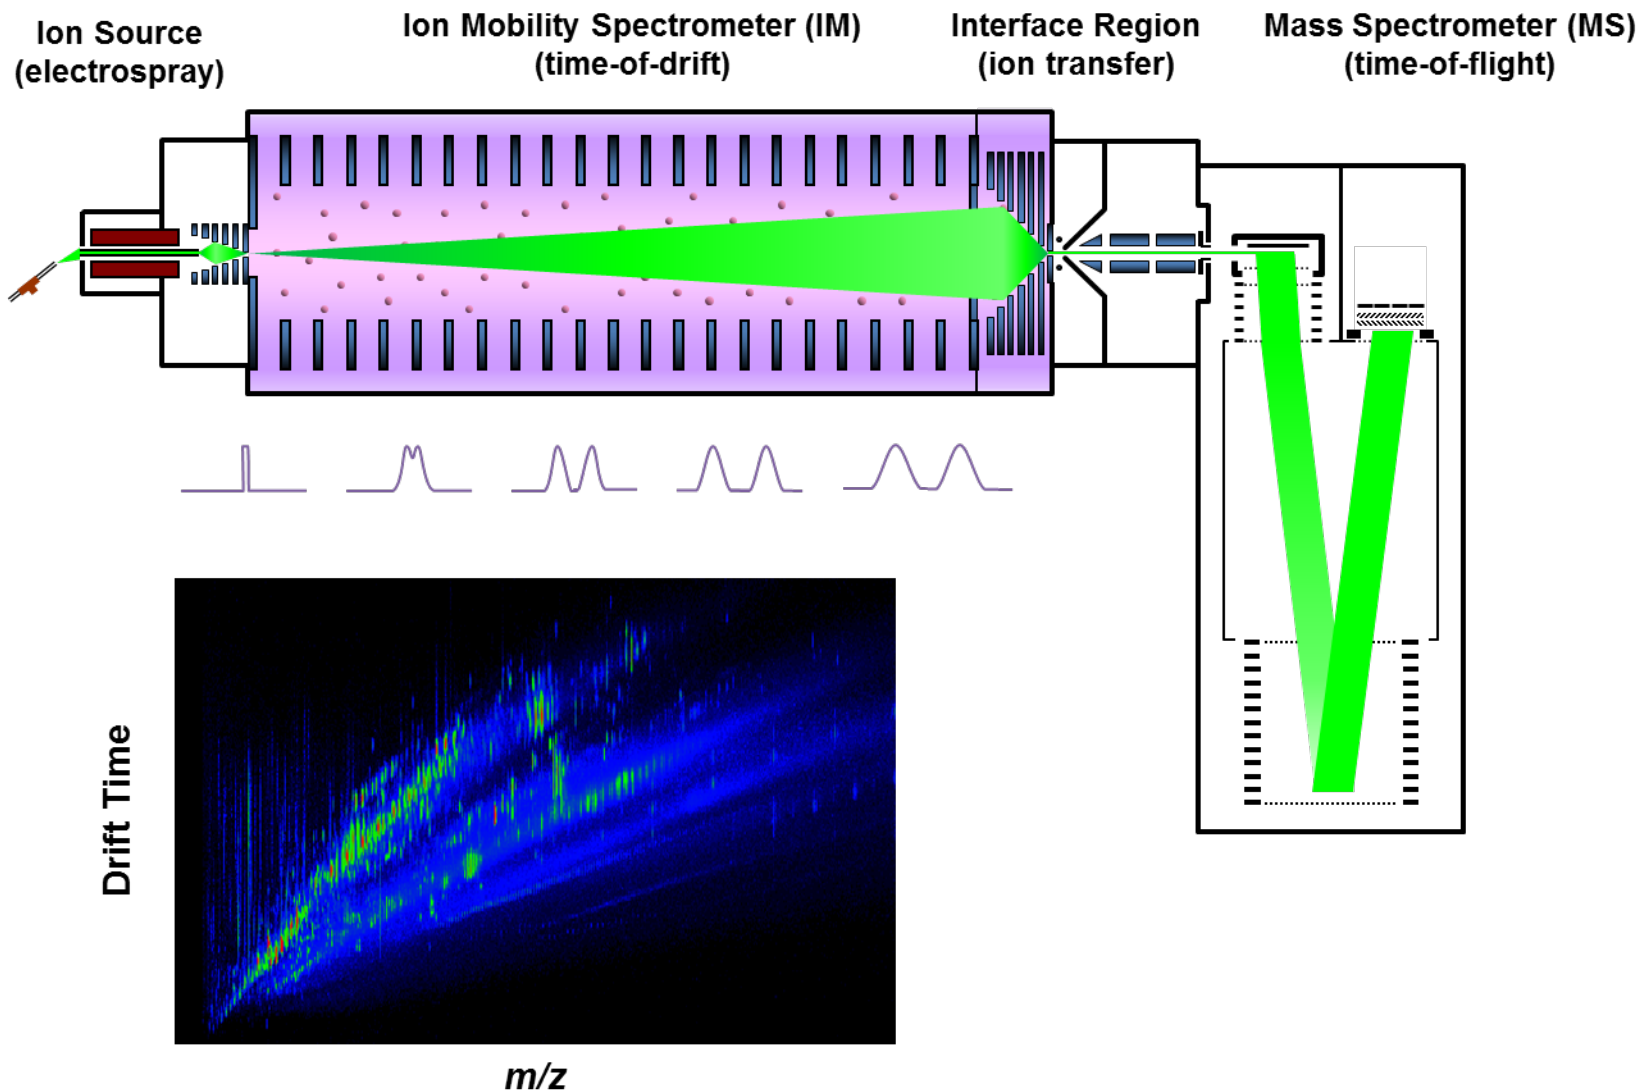 Ion Source
(electrospray)
Ion Mobility Spectrometer (IM)
(time-of-drift)
Interface Region
(ion transfer)
Mass Spectrometer (MS)
(time-of-flight)
Drift Time
m/z